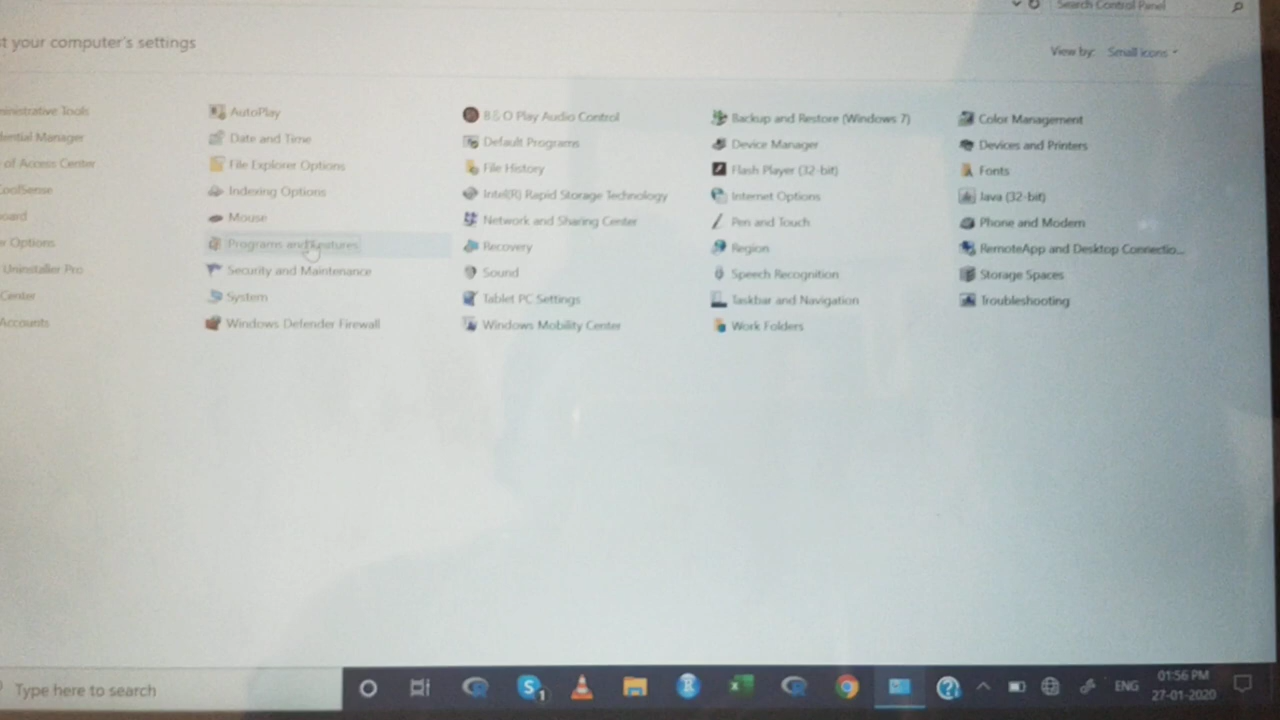 Search Control Panel
t your computer's settings
View by: Small icons
ministrative Tools
AutoPlay
B&O Play Audio Control
Backup and Restore (Windows 7)
Color Management
dential Manager
Date and Time
Default Programs
Device Manager
Devices and Printers
of Access Center
File Explorer Options
File History
Flash Player (32-bit)
Fonts
CoolSense
Indexing Options
Intel(R) Rapid Storage Technology
Internet Options
Java (32-bit)
oard
Mouse
Network and Sharing Center
Pen and Touch
Phone and Modem
r Options
Programs and Features
Recovery
Region
RemoteApp and Desktop Connectio...
Uninstaller Pro
Security and Maintenance
Sound
Speech Recognition
Storage Spaces
Center
System
Tablet PC Settings
Taskbar and Navigation
Troubleshooting
Accounts
Windows Defender Firewall
Windows Mobility Center
Work Folders
Type here to search
S 1
R
ENG
01:56 PM
27-01-2020